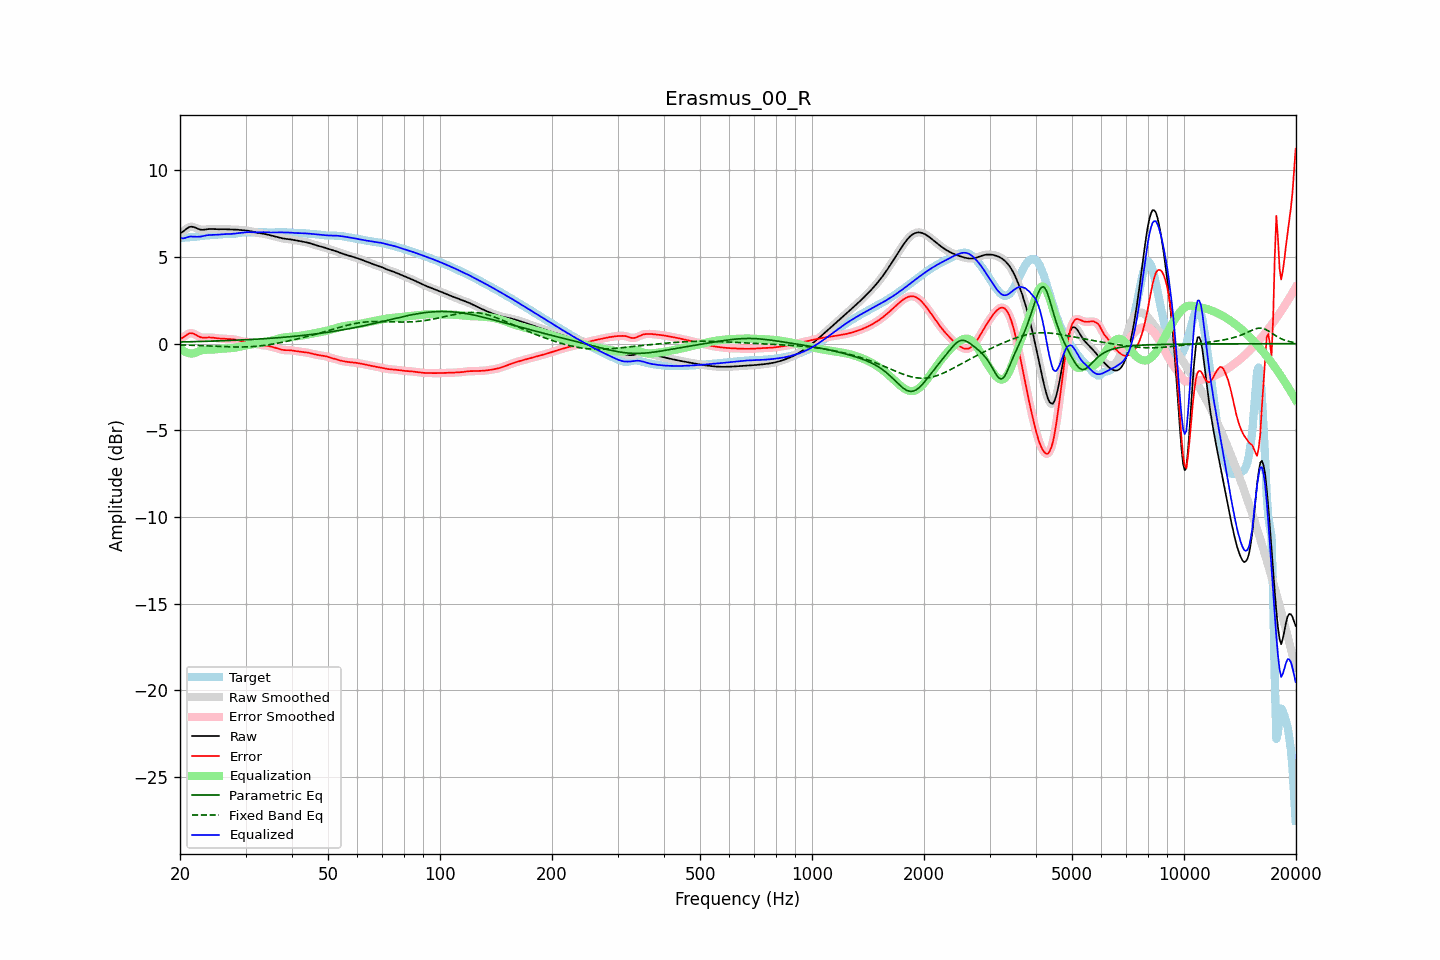 Erasmus_00_R
10
5
0
−5
−10
−15
−20
−25
Amplitude (dBr)
Target
Raw Smoothed
Error Smoothed
Raw
Error
Equalization
Parametric Eq
Fixed Band Eq
Equalized
20 50 100 200 500 1000 2000 5000 10000 20000
Frequency (Hz)